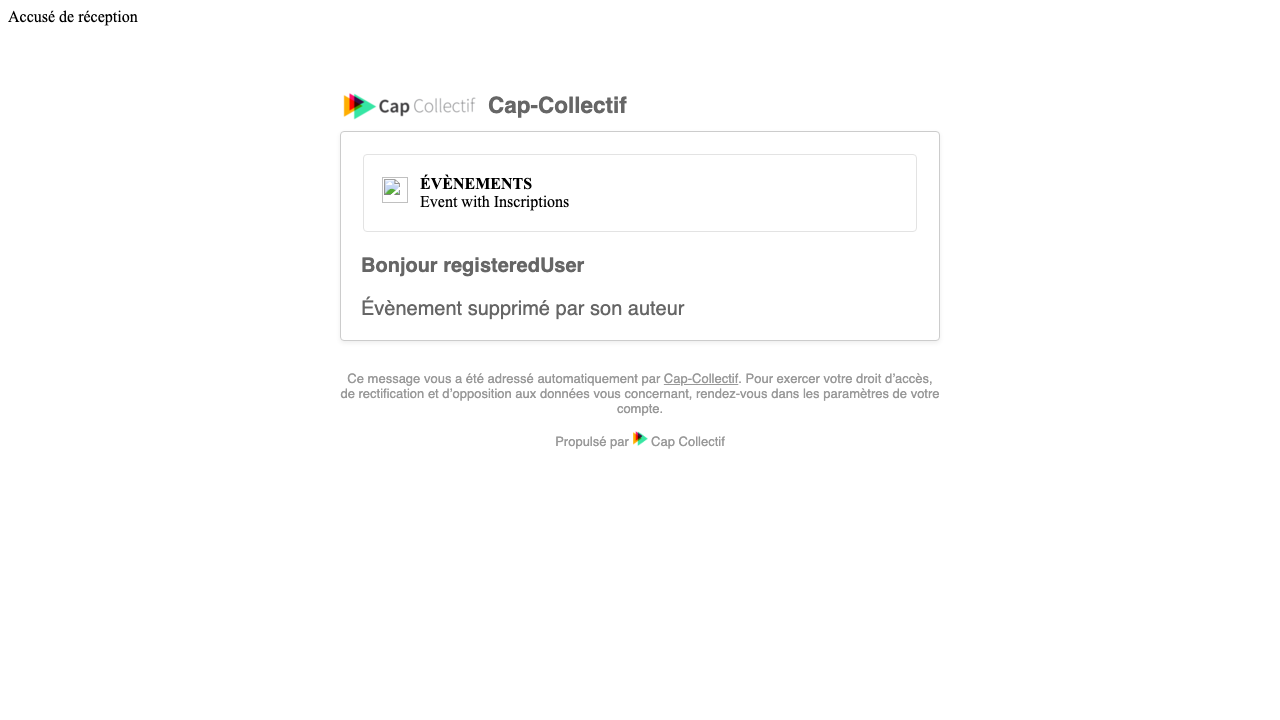 Accusé de réception
Cap Collectif Cap-Collectif
ÉVÈNEMENTS
Event with Inscriptions
Bonjour registeredUser
Évènement supprimé par son auteur
Ce message vous a été adressé automatiquement par Cap-Collectif. Pour exercer votre droit d’accès,
de rectification et d’opposition aux données vous concernant, rendez-vous dans les paramètres de votre
compte.
Propulsé par Cap Collectif